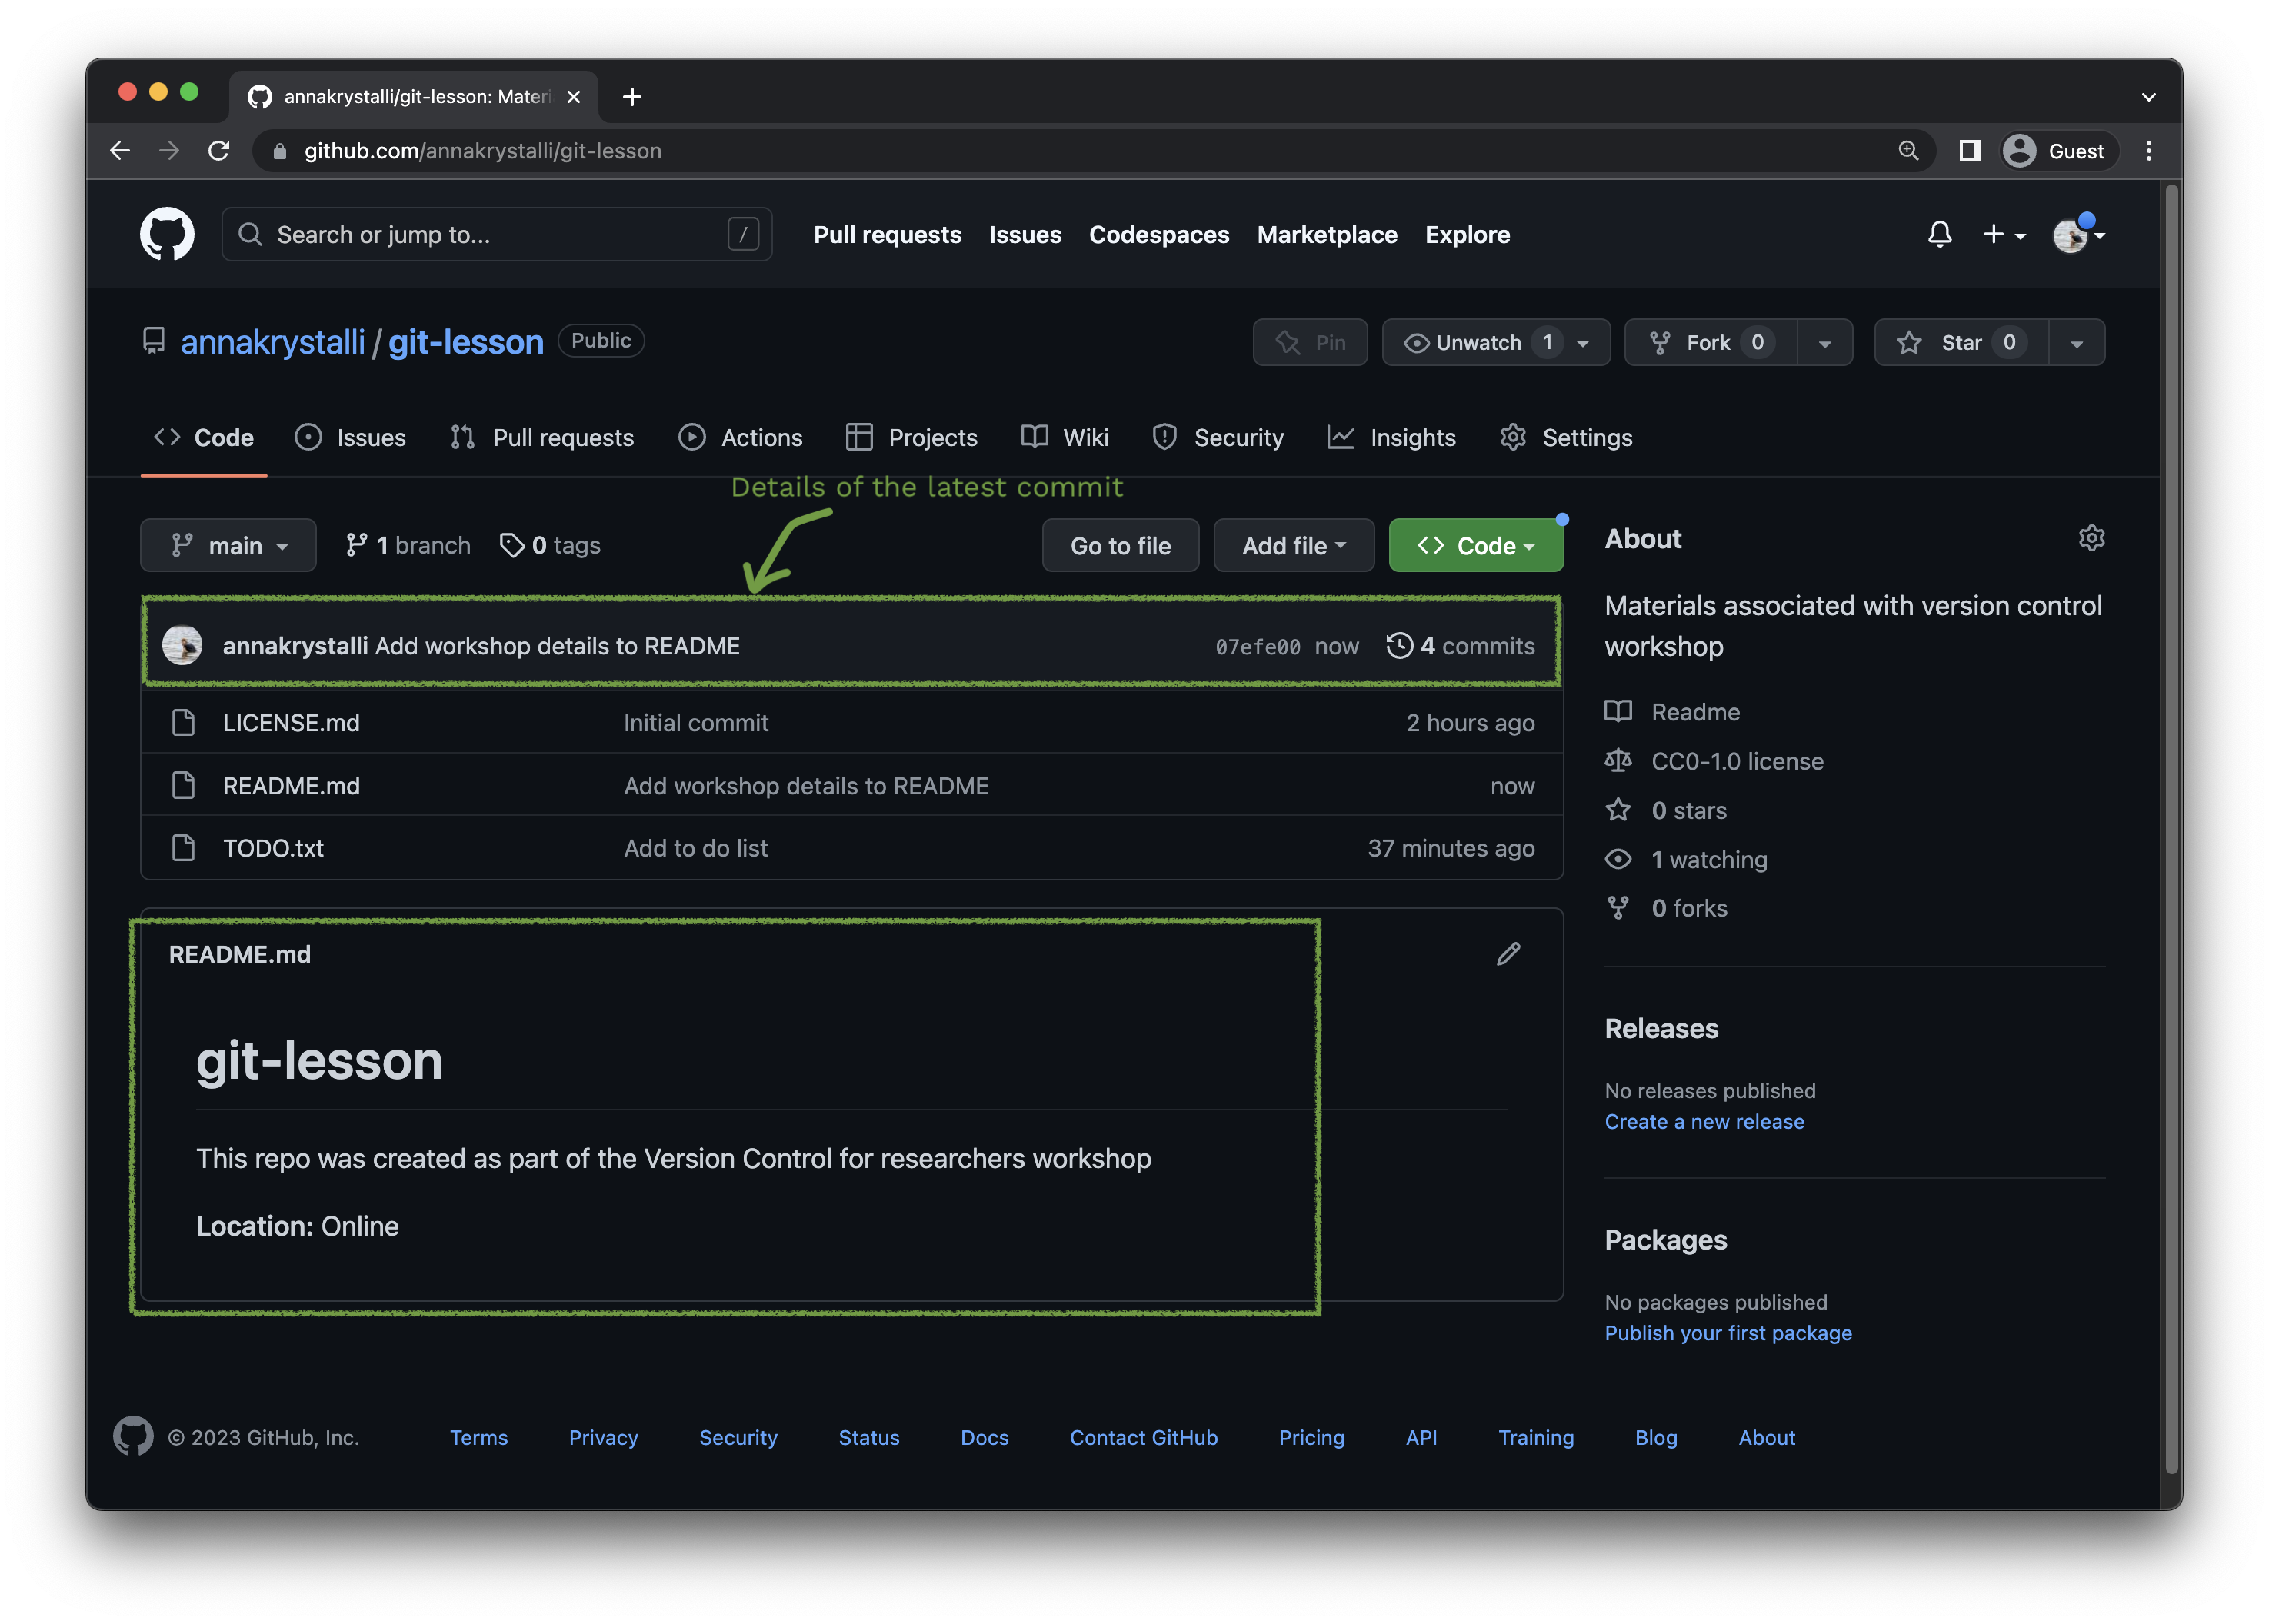 annakrystalli/git-lesson: Materi
github.com/annakrystalli/git-lesson
Guest
Search or jump to... /
Pull requests Issues Codespaces Marketplace Explore
annakrystalli / git-lesson Public
Pin Unwatch 1 Fork 0 Star 0
Code Issues Pull requests Actions Projects Wiki Security Insights Settings
Details of the latest commit
main 1 branch 0 tags Go to file Add file Code
annakrystalli Add workshop details to README 07efe00 now 4 commits
LICENSE.md Initial commit 2 hours ago
README.md Add workshop details to README now
TODO.txt Add to do list 37 minutes ago
README.md
git-lesson
This repo was created as part of the Version Control for researchers workshop
Location: Online
About
Materials associated with version control
workshop
Readme
CC0-1.0 license
0 stars
1 watching
0 forks
Releases
No releases published
Create a new release
Packages
No packages published
Publish your first package
© 2023 GitHub, Inc. Terms Privacy Security Status Docs Contact GitHub Pricing API Training Blog About